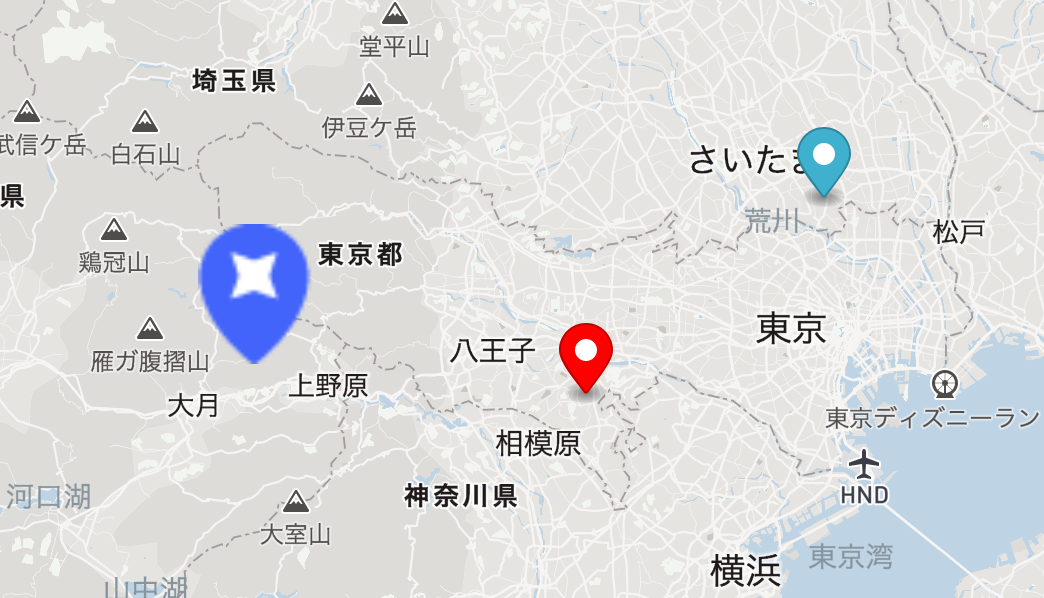 堂平山
埼玉県
伊豆ケ岳
武信ケ岳
白石山
さいたま
県
荒川
松戸
鶏冠山
東京都
東京
雁ガ腹摺山
八王子
上野原
大月
東京ディズニーラン
相模原
河口湖
神奈川県
HND
大室山
東京湾
横浜
山中湖